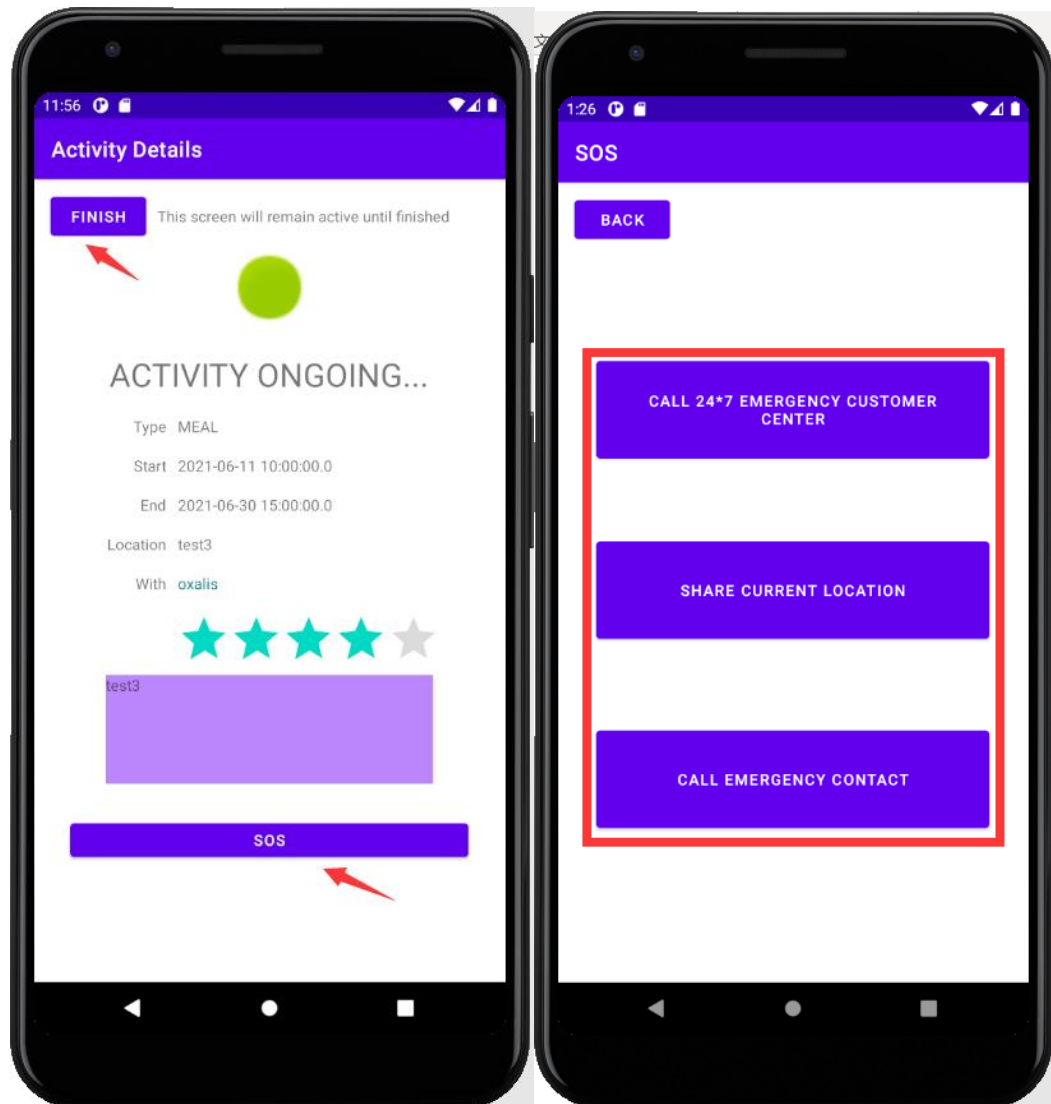 11:56
Activity Details
FINISH This screen will remain active until finished
ACTIVITY ONGOING...
Type MEAL
Start 2021-06-11 10:00:00.0
End 2021-06-30 15:00:00.0
Location test3
With oxalis
test3
SOS
文
1:26
SOS
BACK
CALL 24*7 EMERGENCY CUSTOMER
CENTER
SHARE CURRENT LOCATION
CALL EMERGENCY CONTACT